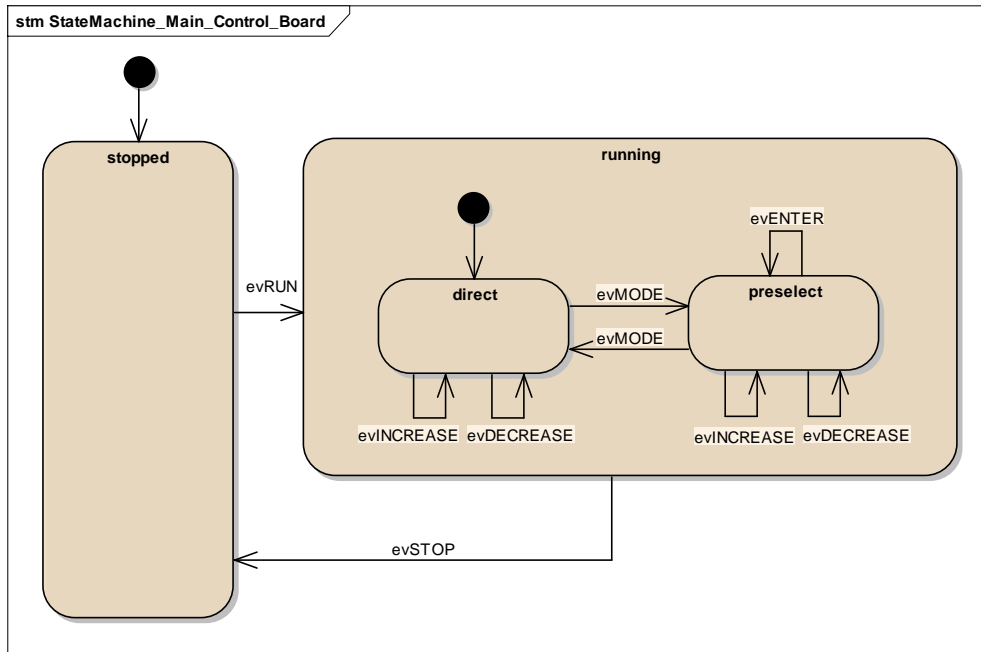 stm StateMachine_Main_Control_Board
stopped
running
evENTER
evRUN
direct
evMODE
preselect
evMODE
evINCREASE
evDECREASE
evINCREASE
evDECREASE
evSTOP